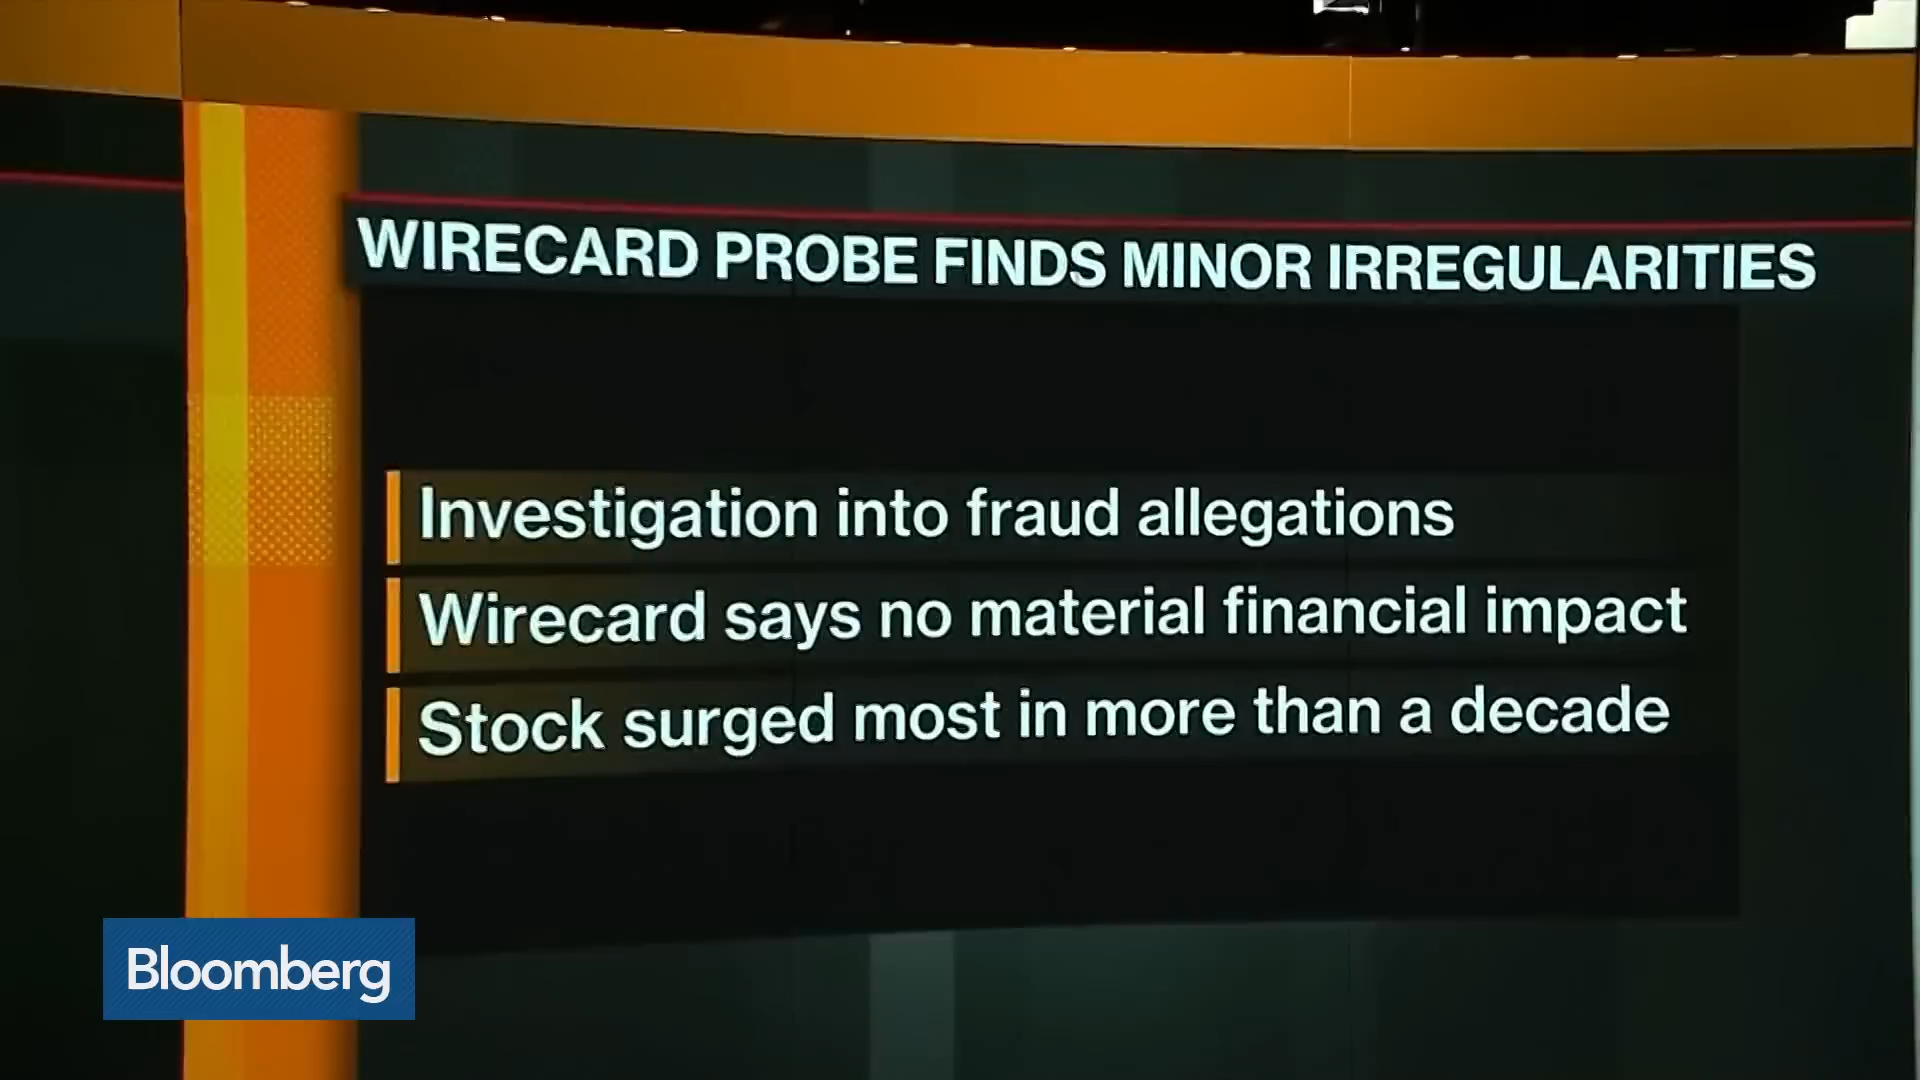 WIRECARD PROBE FINDS MINOR IRREGULARITIES
Investigation into fraud allegations
Wirecard says no material financial impact
Stock surged most in more than a decade
Bloomberg